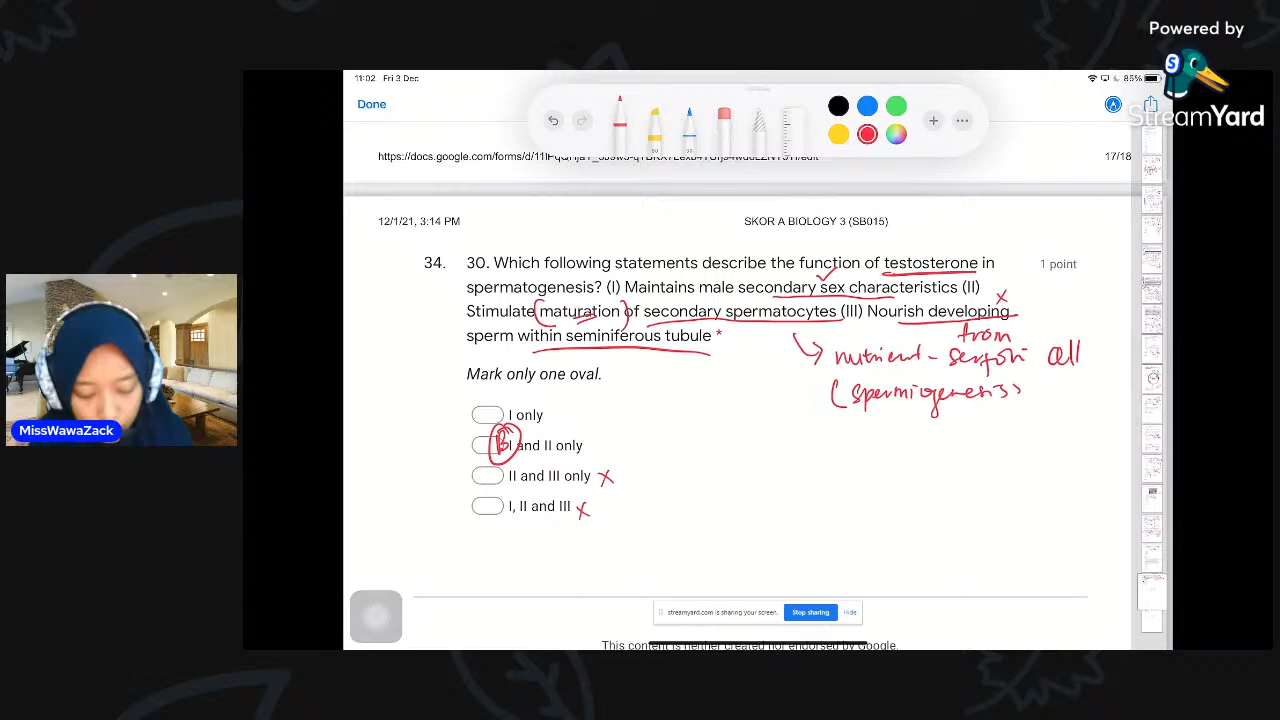 Powered by
S
StreamYard
11:02 Fri 3 Dec
85%
Done
17/18
12/1/21, 3:14 PM
SKOR A BIOLOGY 3 (SB015)
34.
30. Which following statements describe the function of testosterone in
1 point
spermatogenesis? (I) Maintains male secondary sex characteristics (II)
Stimulate (maturation) of secondary spermatocytes (III) Nourish developing
sperm within seminiferous tubule *
from
nutrient - sertoli cell
(spermiogenesis)
Mark only one oval.
I only
B
I and II only
II and III only X
I, II and III X
MissWawaZack
streamyard.com is sharing your screen.
Stop sharing
Hide
This content is neither created nor endorsed by Google.